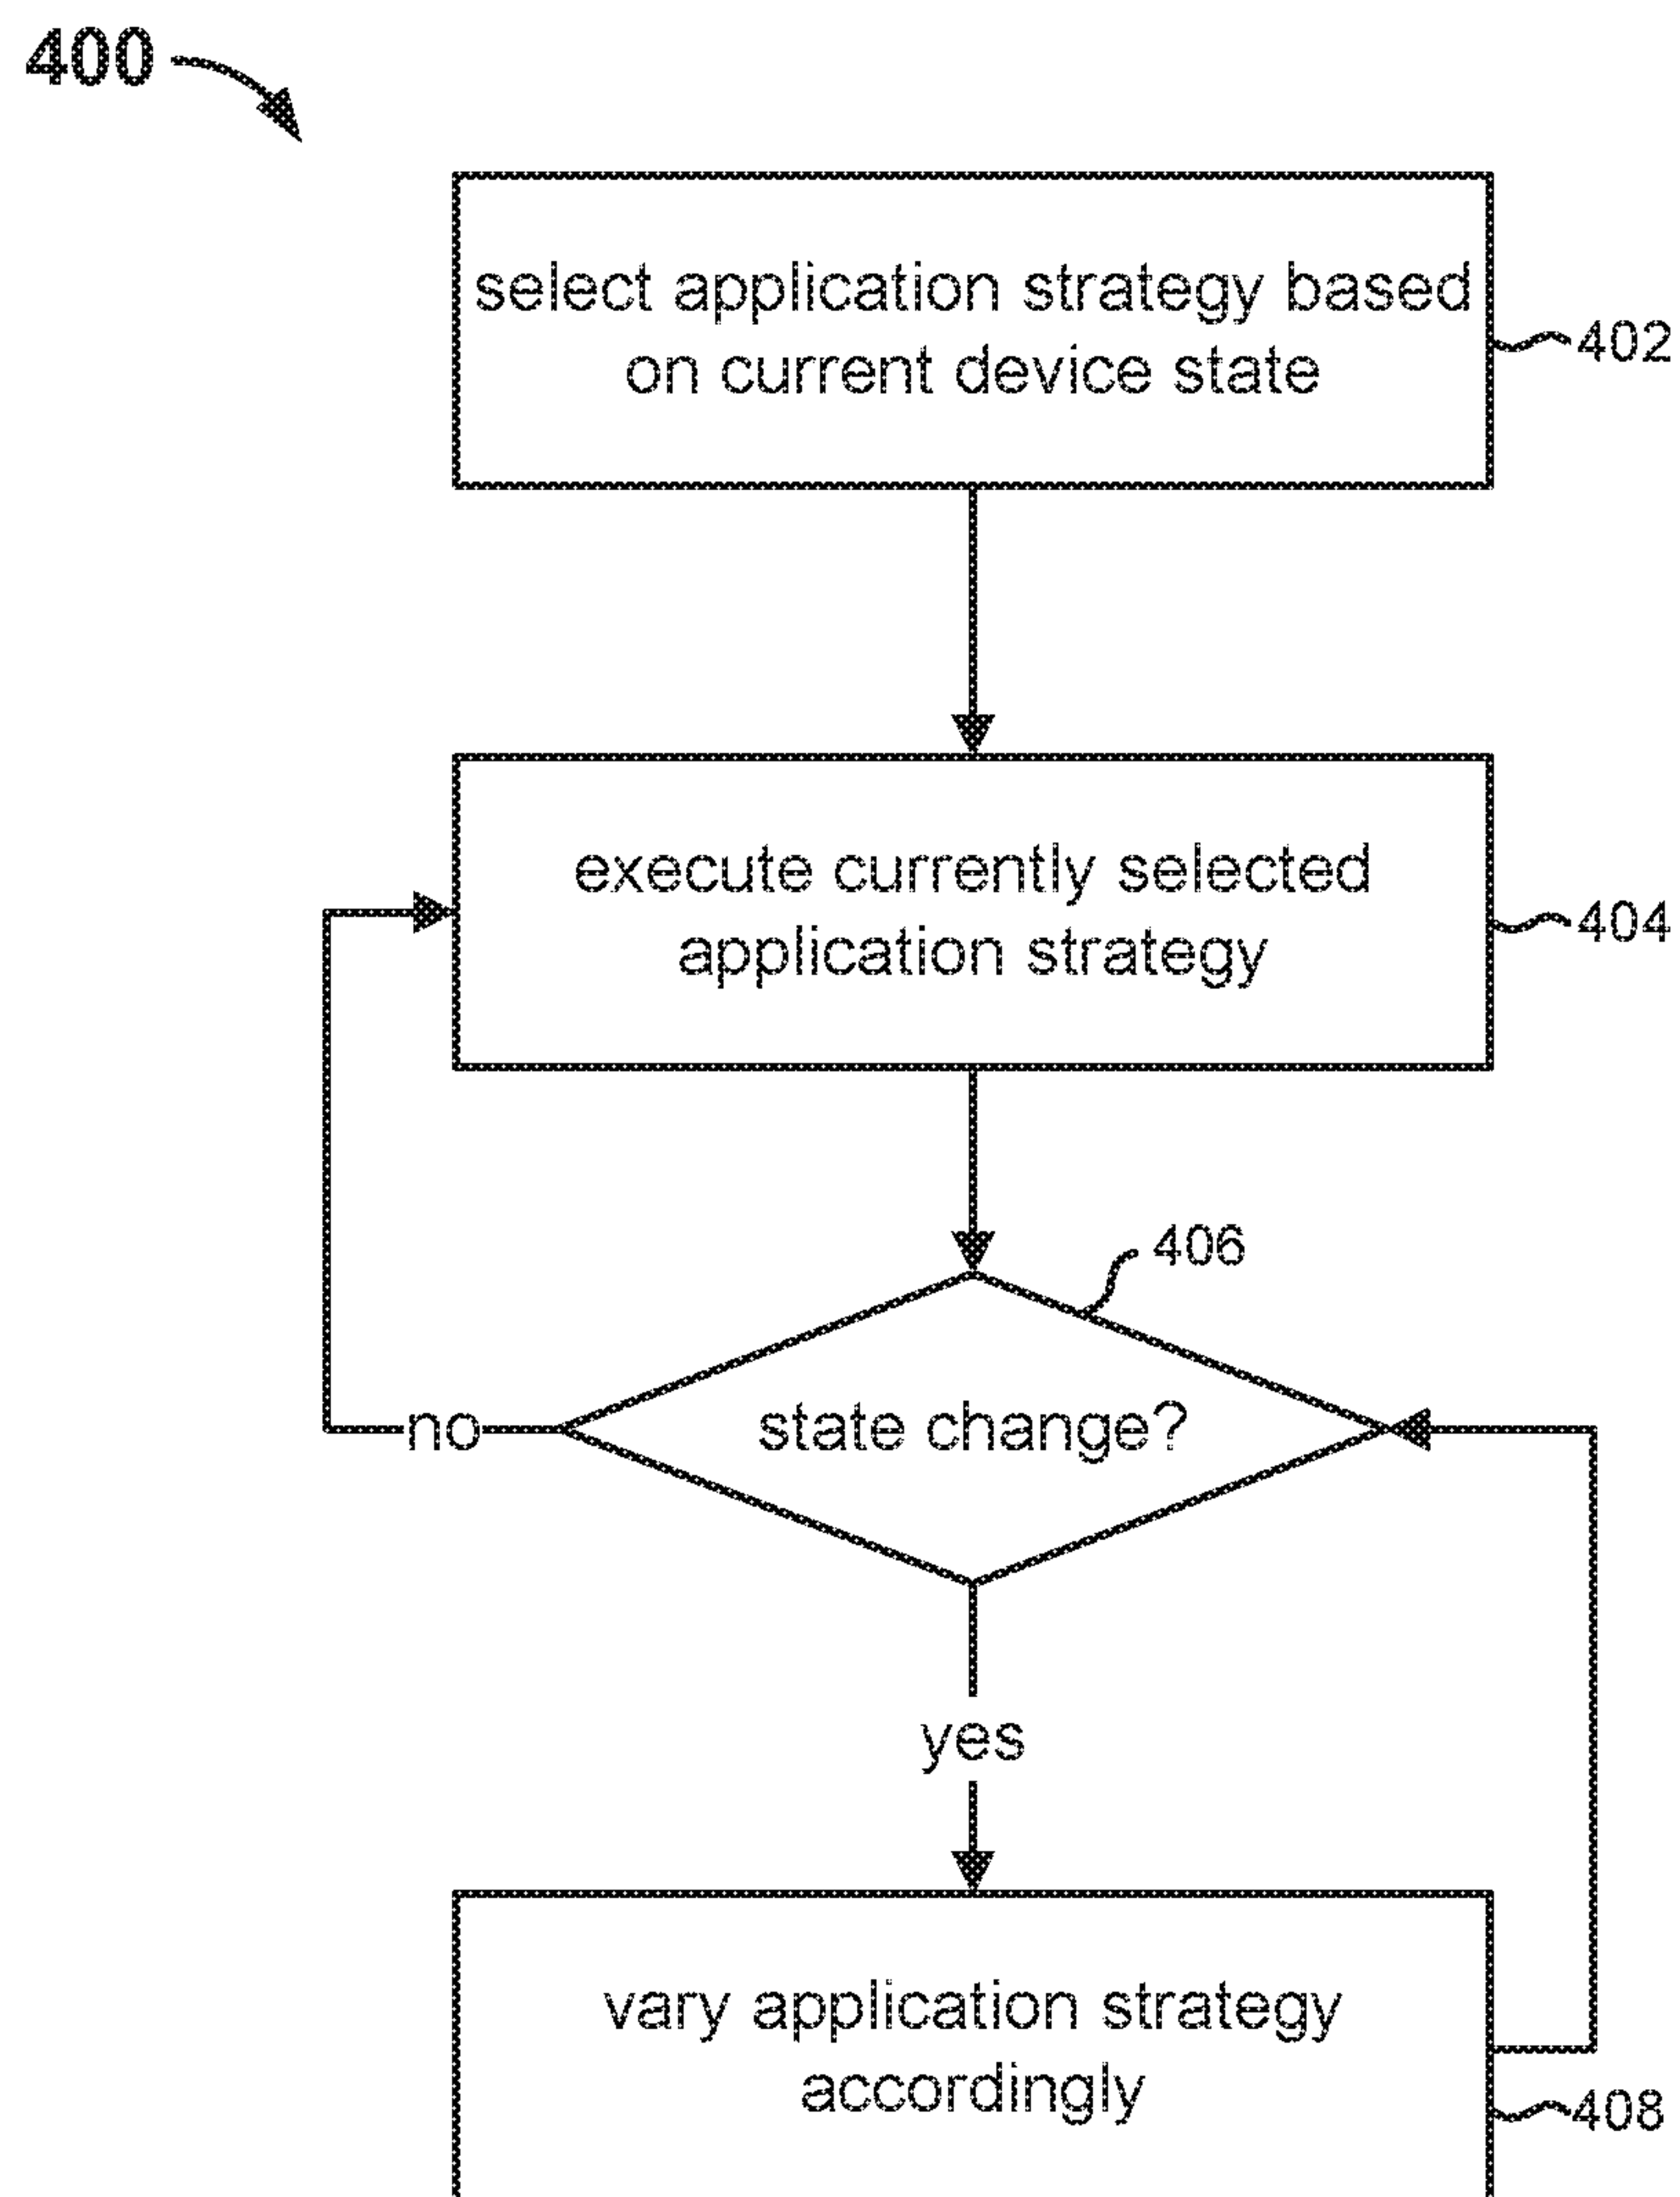 400
select application strategy based
on current device state
402
execute currently selected
application strategy
404
406
state change?
no
yes
vary application strategy
accordingly
408